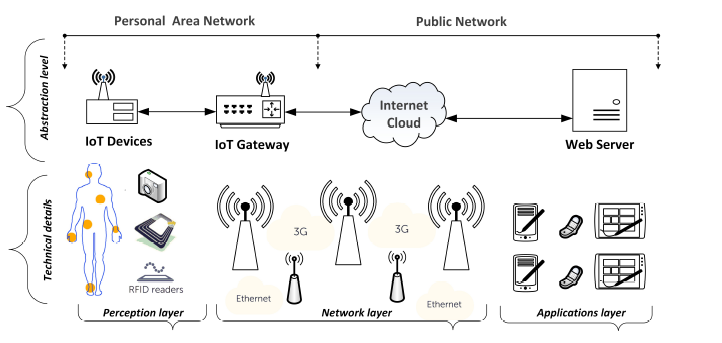 Personal Area Network
Public Network
Abstraction level
IoT Devices
IoT Gateway
Internet
Cloud
Web Server
Technical details
3G
3G
RFID readers
Ethernet
Ethernet
Perception layer
Network layer
Applications layer